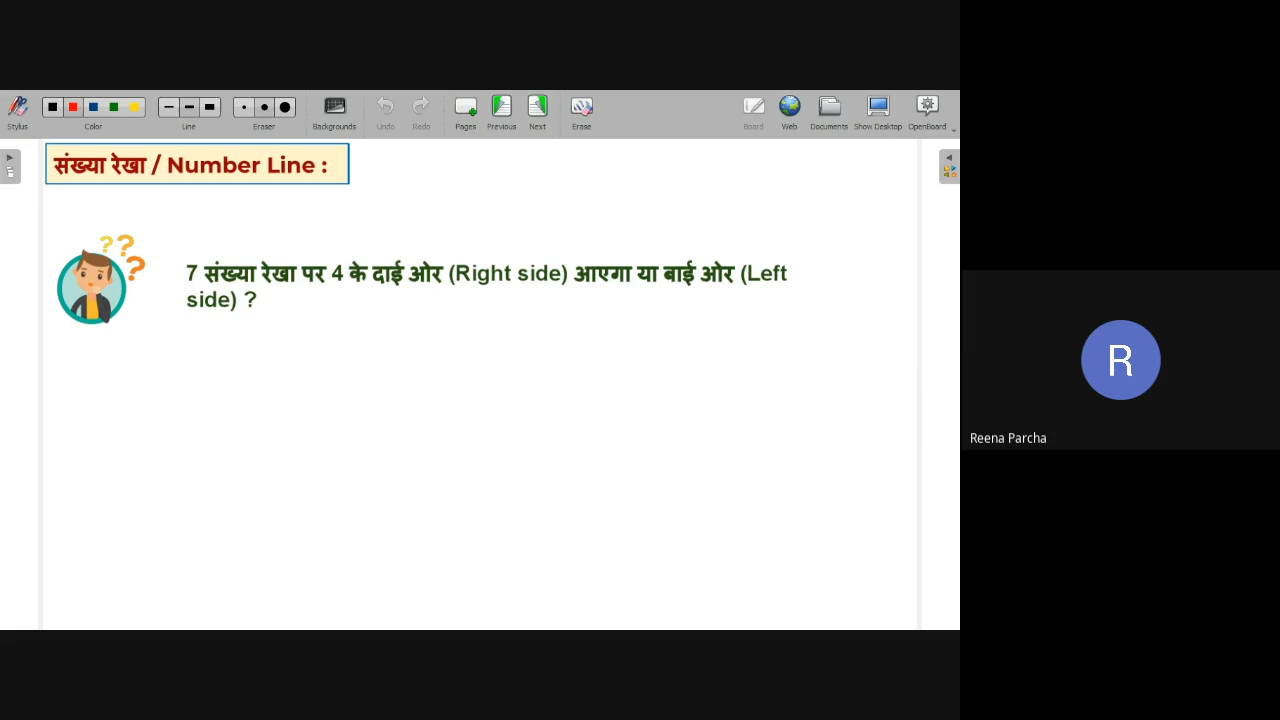 Stylus
Color
Line
Eraser
Backgrounds
Undo
Redo
Pages
Previous
Next
Erase
Board
Web
Documents
Show Desktop
OpenBoard
संख्या रेखा / Number Line :
? ? ?
7 संख्या रेखा पर 4 के दाई ओर (Right side) आएगा या बाई ओर (Left
side) ?
R
Reena Parcha